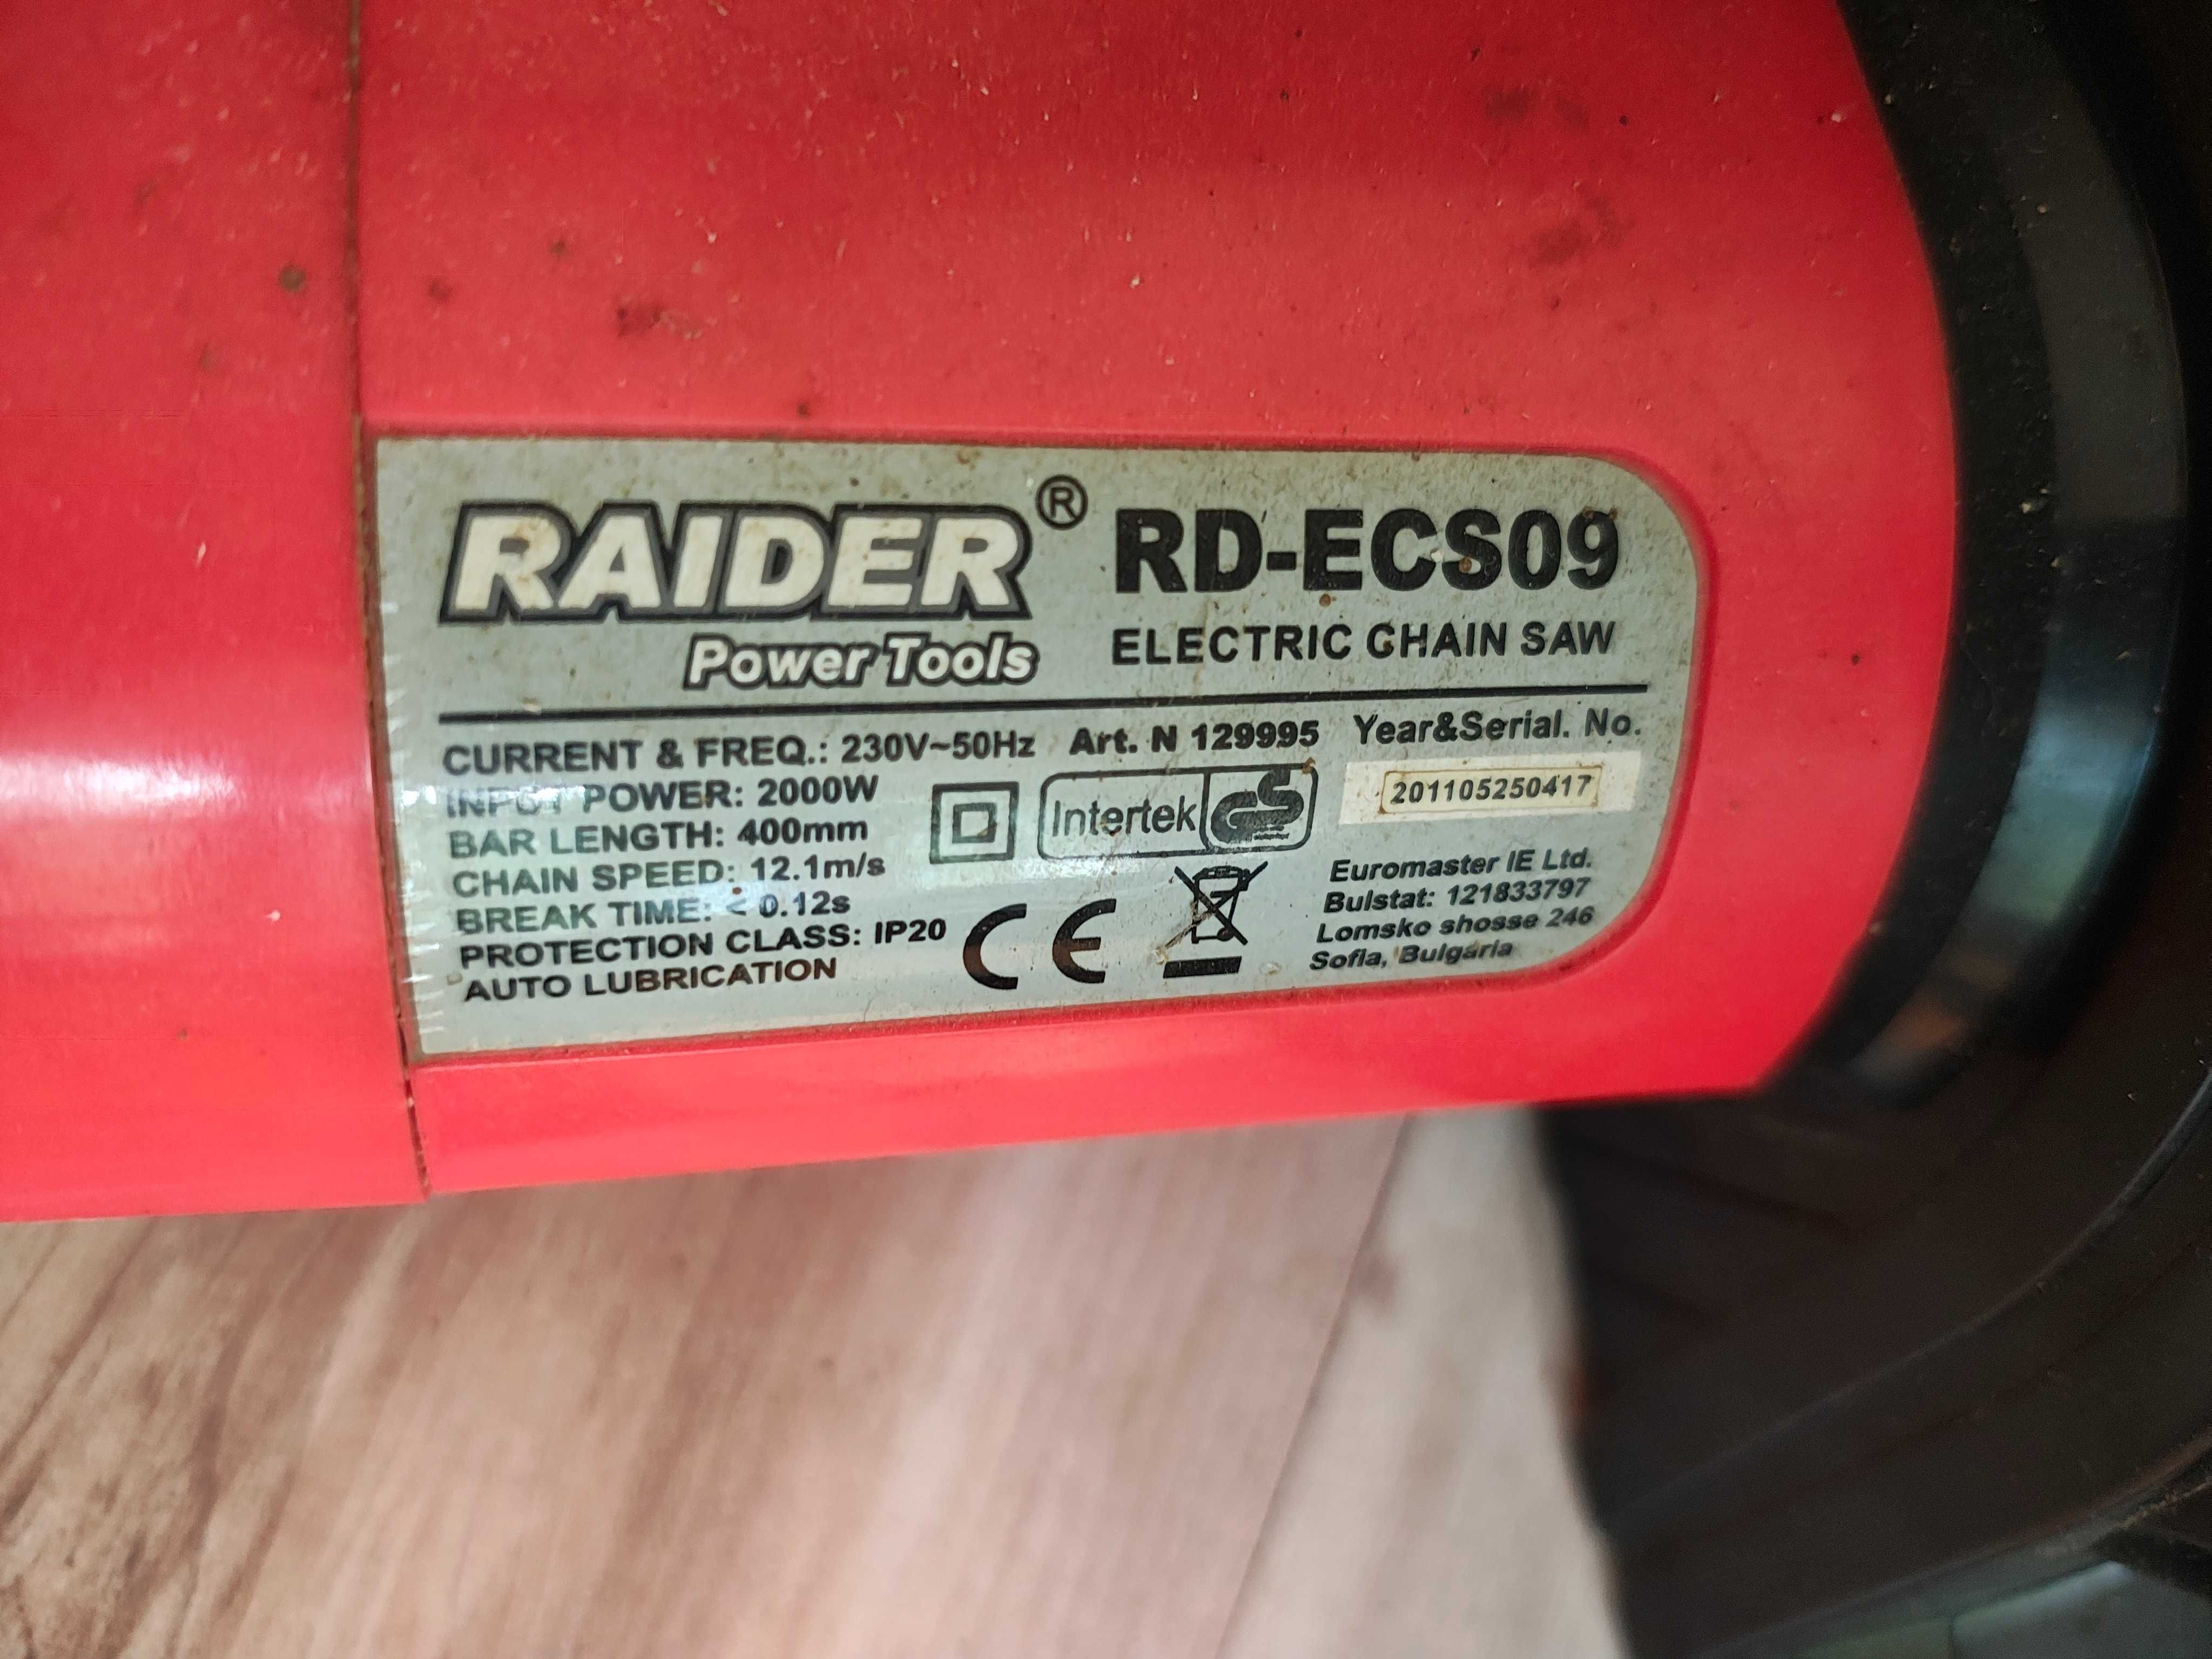 RAIDER® RD-ECS09
Power Tools ELECTRIC CHAIN SAW
CURRENT & FREQ.: 230V~50Hz Art. N 129995 Year&Serial. No.
INPUT POWER: 2000W
BAR LENGTH: 400mm
CHAIN SPEED: 12.1m/s
BREAK TIME: < 0.12s
PROTECTION CLASS: IP20
AUTO LUBRICATION
Intertek GS
CE
201105250417
Euromaster IE Ltd.
Bulstat: 121833797
Lomsko shosse 246
Sofia, Bulgaria